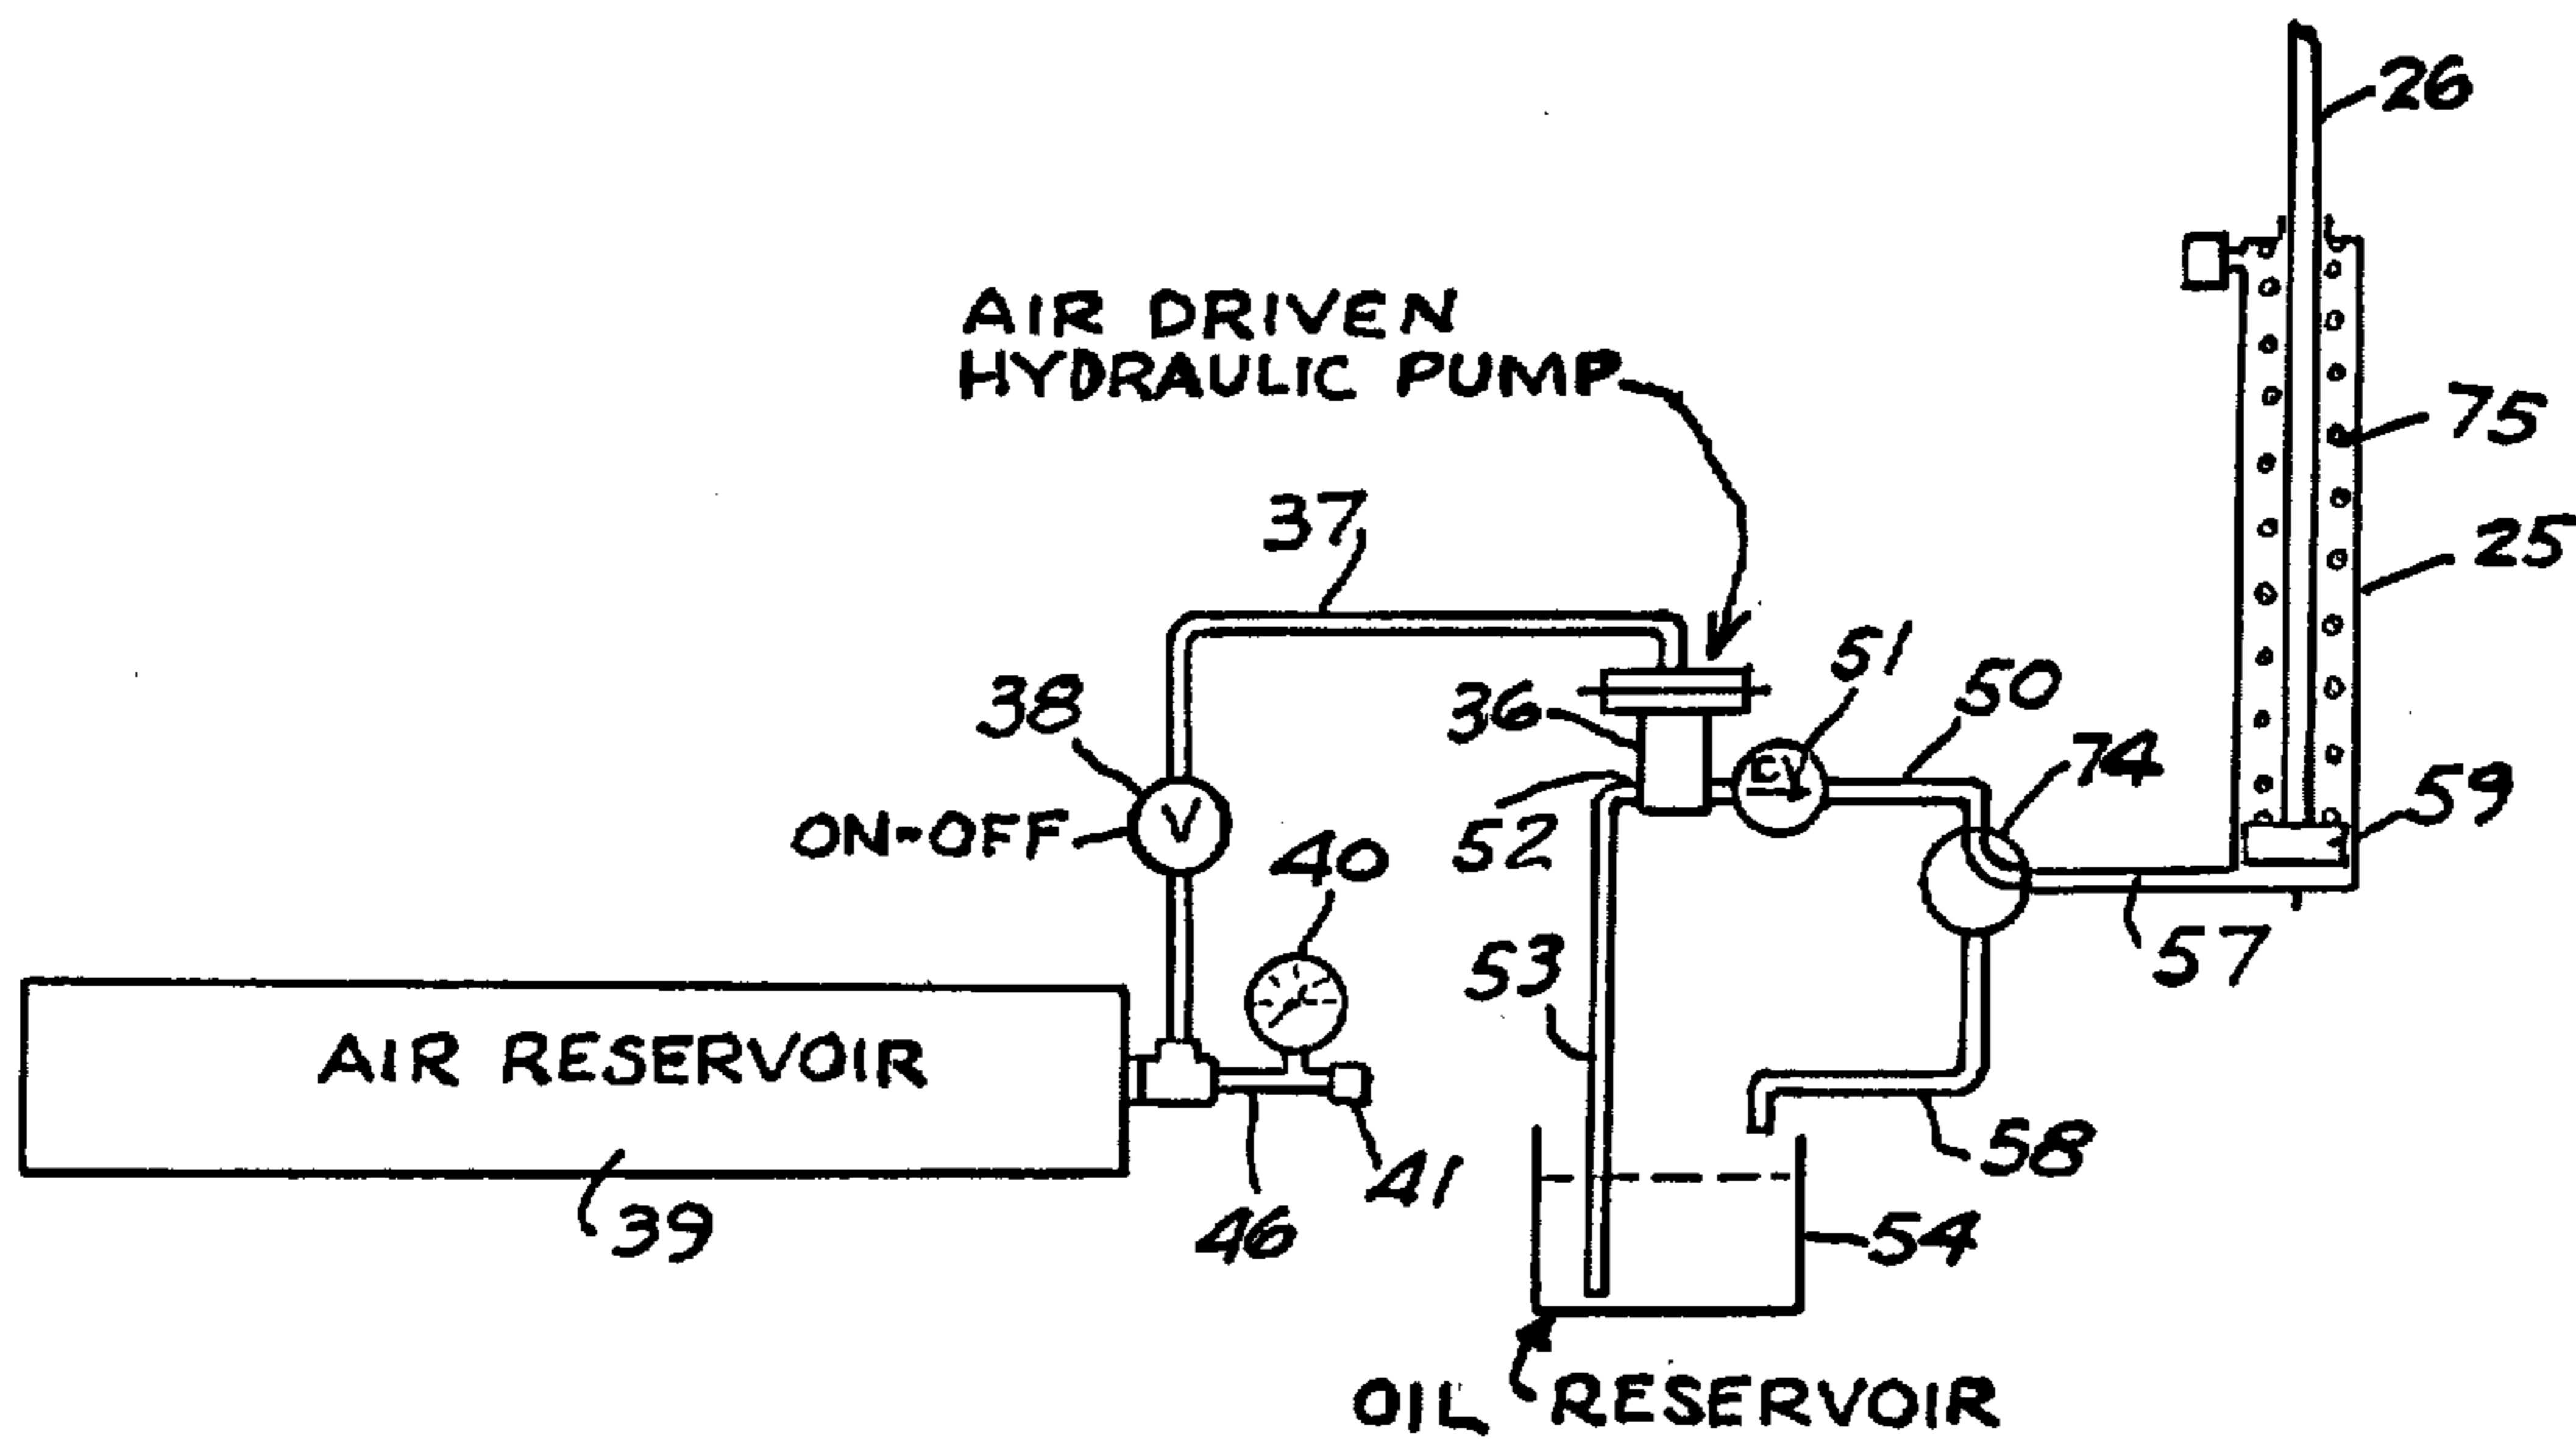 26
AIR DRIVEN
HYDRAULIC PUMP
75
37
25
51
38
36
50
74
ON-OFF
V
CV
52
40
59
53
57
AIR RESERVOIR
39
46
41
58
54
OIL RESERVOIR